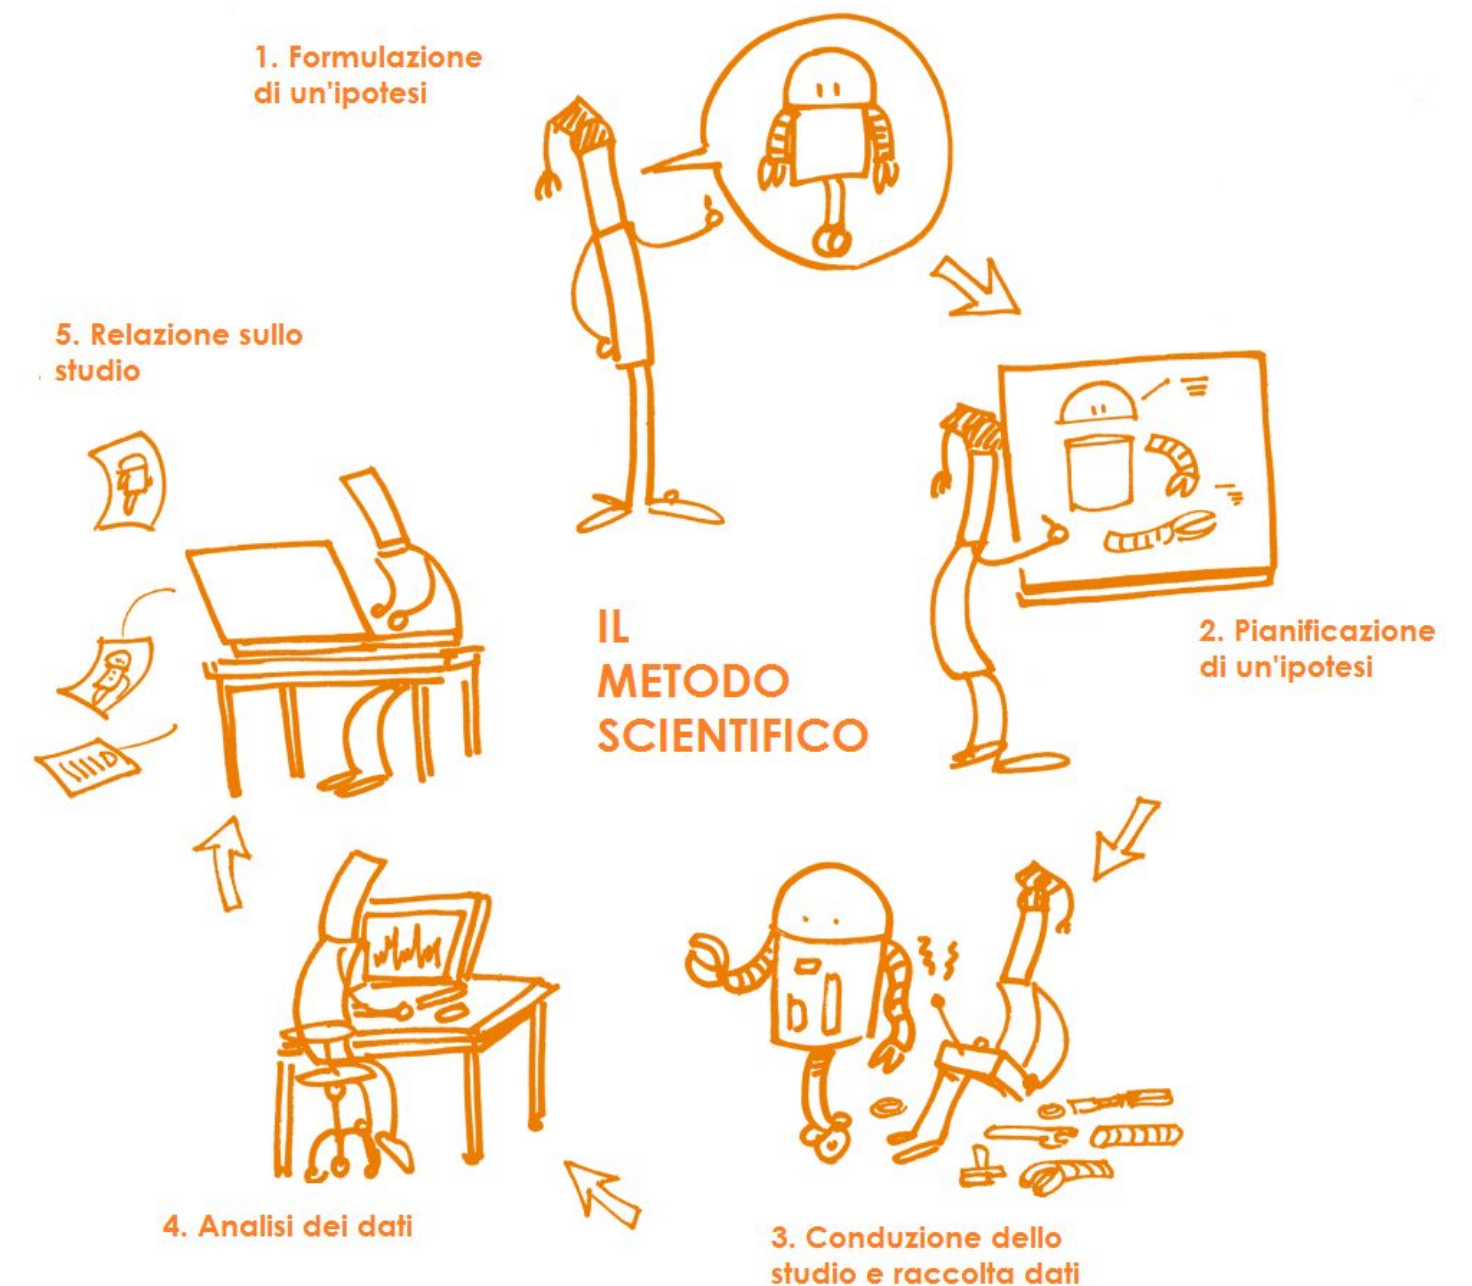 1. Formulazione
di un'ipotesi
5. Relazione sullo
studio
IL
METODO
SCIENTIFICO
2. Pianificazione
di un'ipotesi
4. Analisi dei dati
3. Conduzione dello
studio e raccolta dati